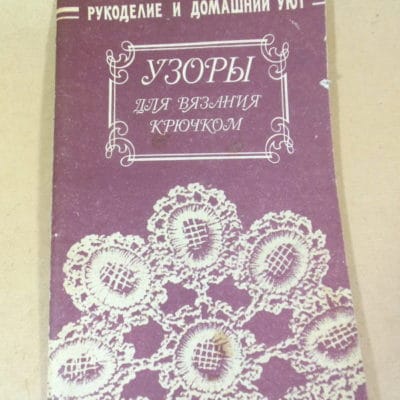 РУКОДЕЛИЕ И ДОМАШНИЙ УЮТ
УЗОРЫ
ДЛЯ ВЯЗАНИЯ
КРЮЧКОМ